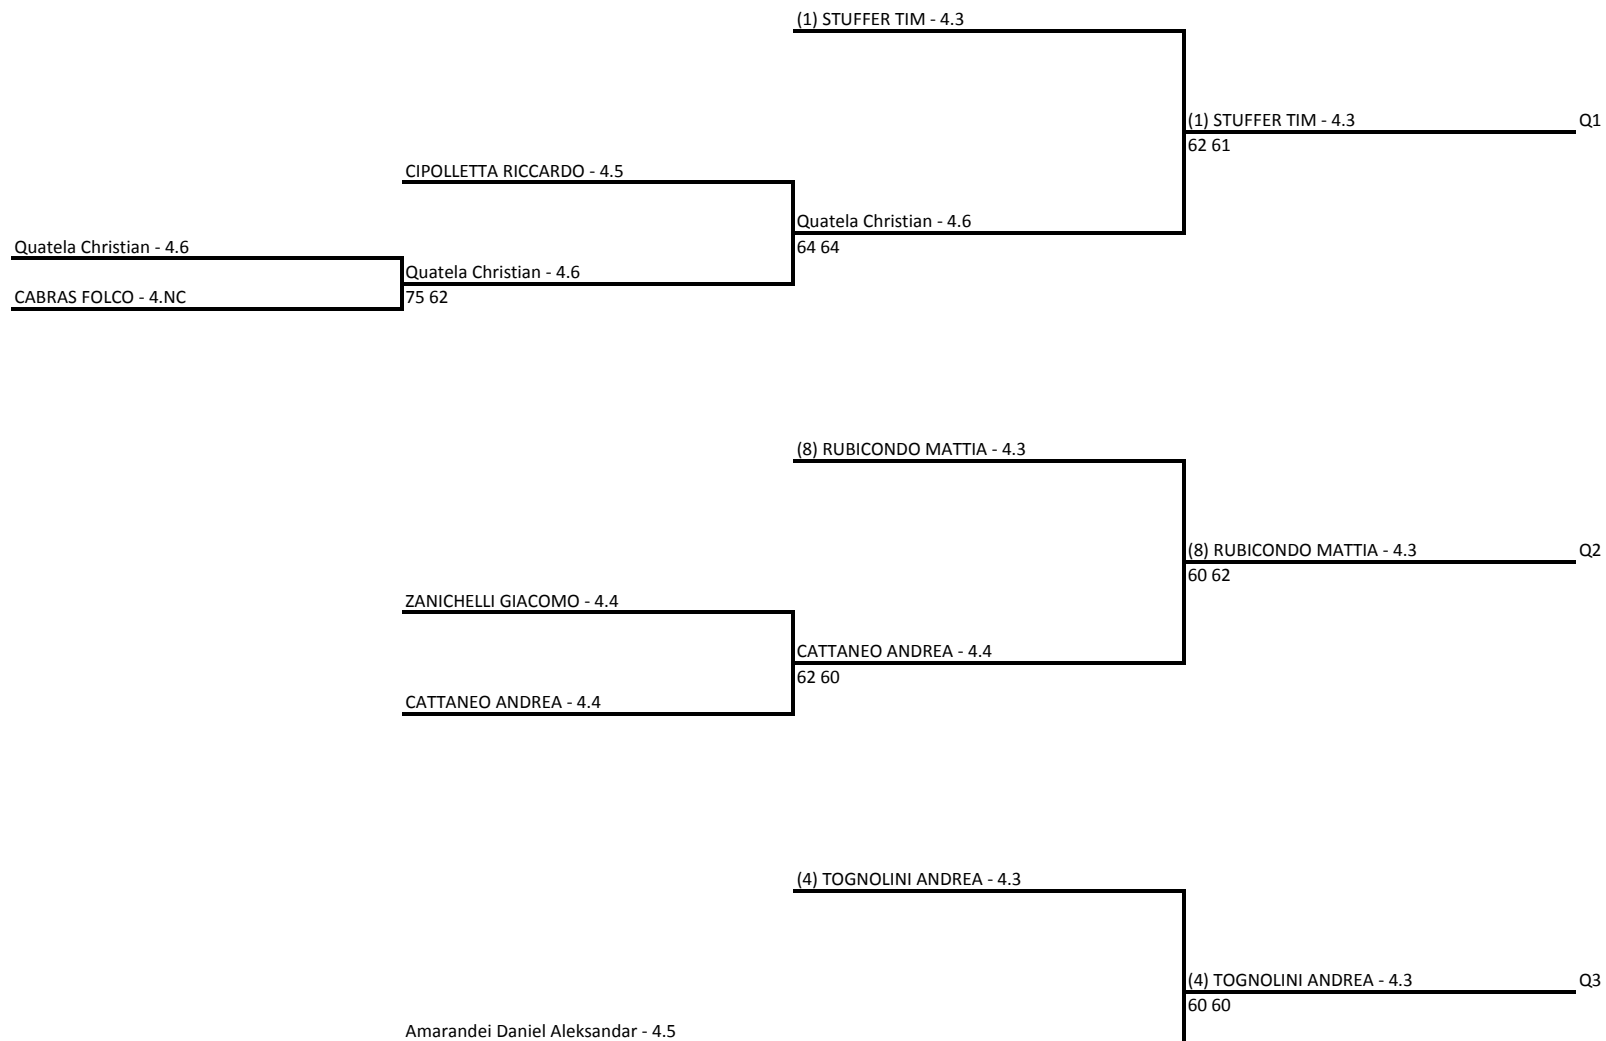 (1) STUFFER TIM - 4.3
(1) STUFFER TIM - 4.3
Q1
62 61
CIPOLLETTA RICCARDO - 4.5
Quatela Christian - 4.6
64 64
Quatela Christian - 4.6
Quatela Christian - 4.6
75 62
CABRAS FOLCO - 4.NC
(8) RUBICONDO MATTIA - 4.3
(8) RUBICONDO MATTIA - 4.3
Q2
60 62
ZANICHELLI GIACOMO - 4.4
CATTANEO ANDREA - 4.4
62 60
CATTANEO ANDREA - 4.4
(4) TOGNOLINI ANDREA - 4.3
(4) TOGNOLINI ANDREA - 4.3
Q3
60 60
Amarandei Daniel Aleksandar - 4.5